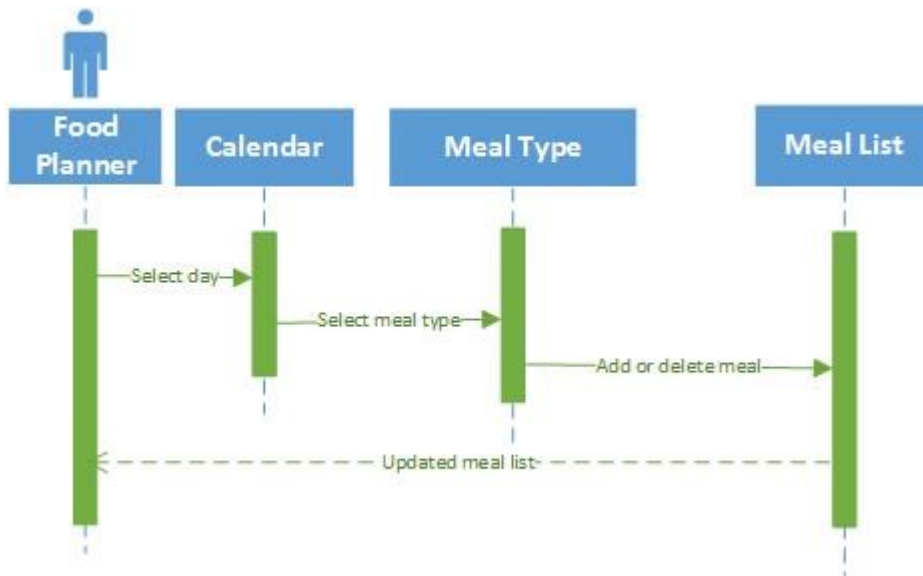 Food
Planner
Calendar
Meal Type
Meal List
Select day
Select meal type
Add or delete meal
Updated meal list